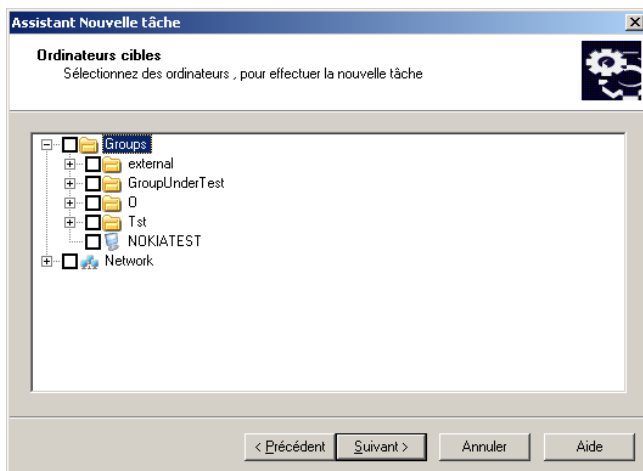 Assistant Nouvelle tâche
Ordinateurs cibles
Sélectionnez des ordinateurs , pour effectuer la nouvelle tâche
Groups
external
GroupUnderTest
O
Tst
NOKIATEST
Network
< Précédent
Suivant >
Annuler
Aide